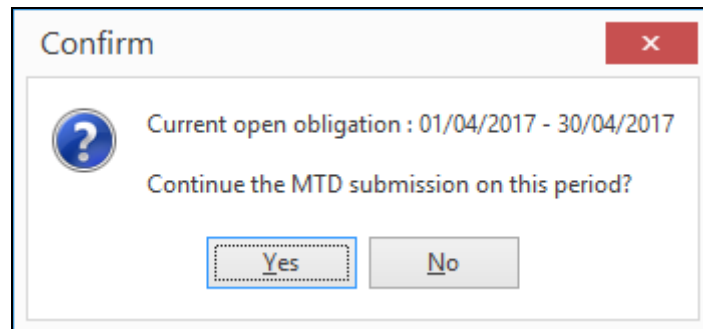 Confirm
Current open obligation : 01/04/2017 - 30/04/2017
Continue the MTD submission on this period?
Yes
No